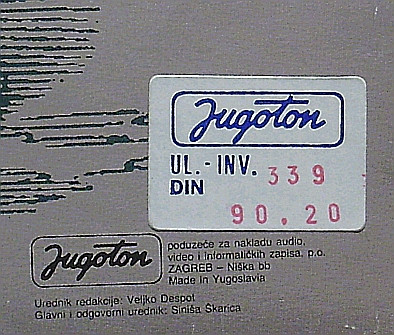 Jugoton
UL.-INV. 339
DIN
90.20
Jugoton
poduzeće za nakladu audio,
video i informatičkih zapisa, p.o.
ZAGREB - Niška bb
Made in Yugoslavia
Urednik redakcije: Veljko Despot
Glavni i odgovorni urednik: Siniša Škarica